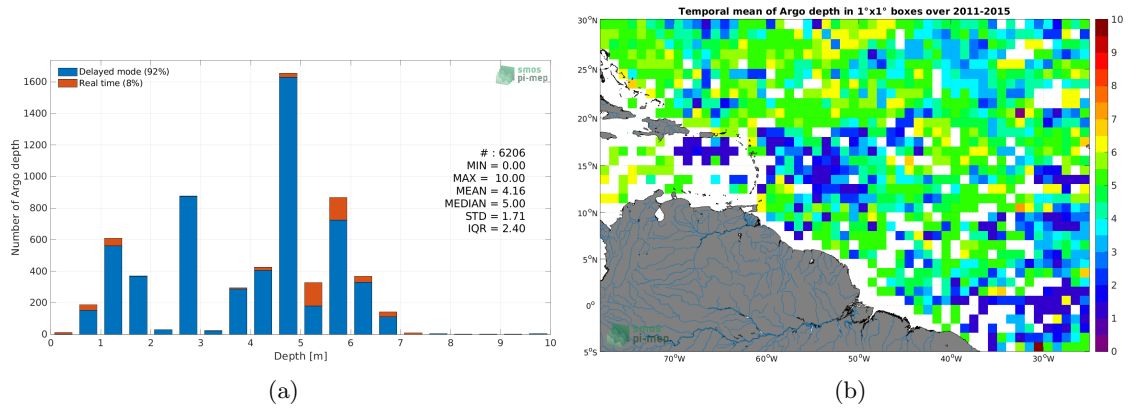 Delayed mode (92%)
Real time (8%)
smos
pi-mep
# : 6206
MIN = 0.00
MAX = 10.00
MEAN = 4.16
MEDIAN = 5.00
STD = 1.71
IQR = 2.40
Number of Argo depth
1600
1400
1200
1000
800
600
400
200
0
0 1 2 3 4 5 6 7 8 9 10
Depth [m]
(a)
Temporal mean of Argo depth in 1°x1° boxes over 2011-2015
30°N
25°N
20°N
15°N
10°N
5°N
0°
5°S
70°W 60°W 50°W 40°W 30°W
smos
pi-mep
10
9
8
7
6
5
4
3
2
1
0
(b)